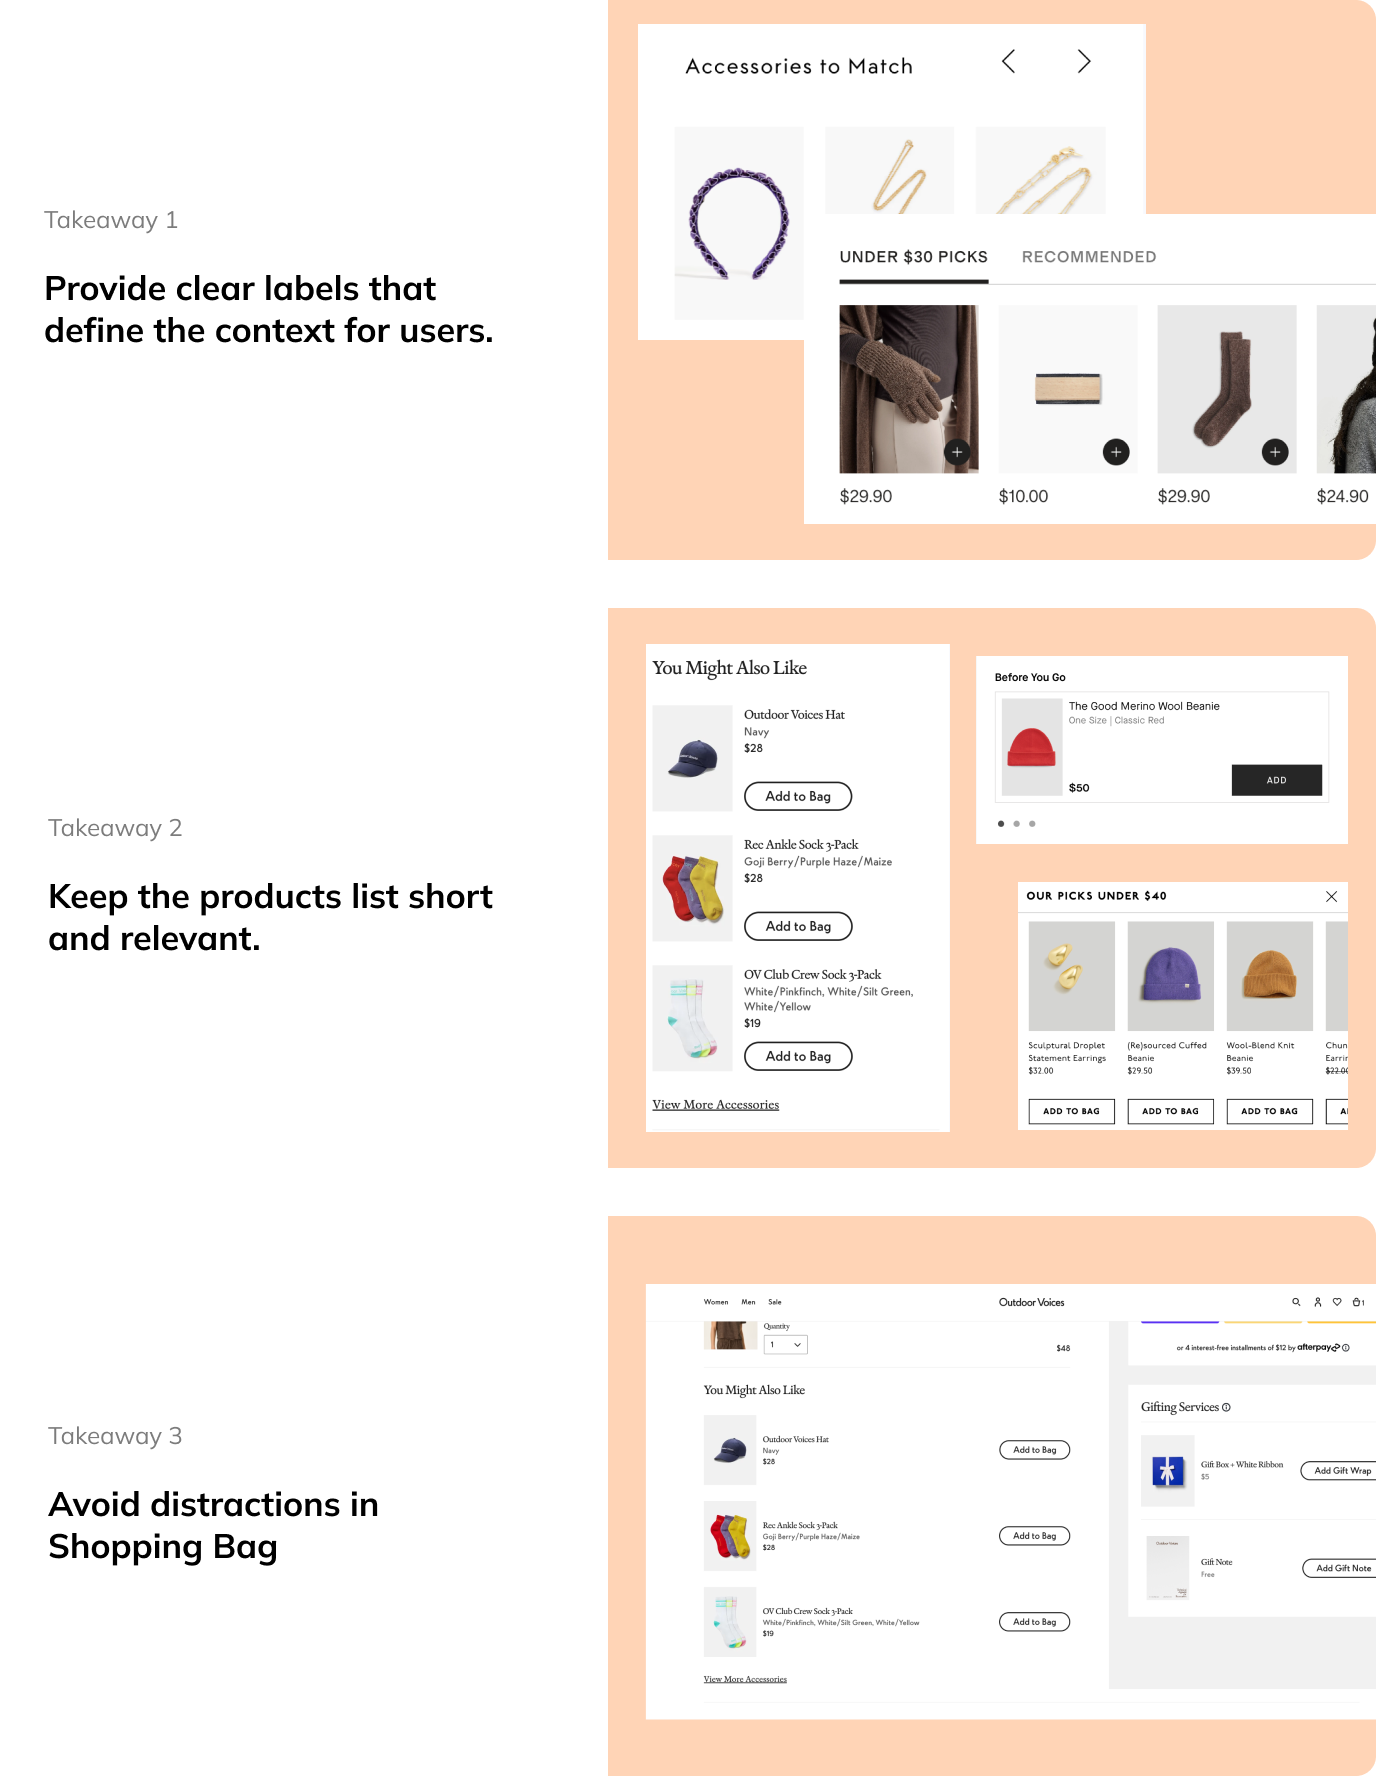 Takeaway 1
Provide clear labels that
define the context for users.
Accessories to Match
UNDER $30 PICKS
RECOMMENDED
$29.90
$10.00
$29.90
$24.90
Takeaway 2
Keep the products list short
and relevant.
You Might Also Like
Outdoor Voices Hat
Navy
$28
Add to Bag
Rec Ankle Sock 3-Pack
Goji Berry/Purple Haze/Maize
$28
Add to Bag
OV Club Crew Sock 3-Pack
White/Pinkfinch, White/Silt Green,
White/Yellow
$19
Add to Bag
View More Accessories
Before You Go
The Good Merino Wool Beanie
One Size | Classic Red
$50
ADD
OUR PICKS UNDER $40
Sculptural Droplet
Statement Earrings
$32.00
ADD TO BAG
(Re)sourced Cuffed
Beanie
$29.50
ADD TO BAG
Wool-Blend Knit
Beanie
$39.50
ADD TO BAG
Chun
Earrin
$22.00
A
Takeaway 3
Avoid distractions in
Shopping Bag
Women Men Sale
Outdoor Voices
1
Quantity
1
$48
or 4 interest-free installments of $12 by afterpay
You Might Also Like
Outdoor Voices Hat
Navy
$28
Add to Bag
Rec Ankle Sock 3-Pack
Goji Berry/Purple Haze/Maize
$28
Add to Bag
OV Club Crew Sock 3-Pack
White/Pinkfinch, White/Silt Green, White/Yellow
$19
Add to Bag
View More Accessories
Gifting Services
Gift Box + White Ribbon
$5
Add Gift Wrap
Outdoor Voices
Gift Note
Free
Add Gift Note